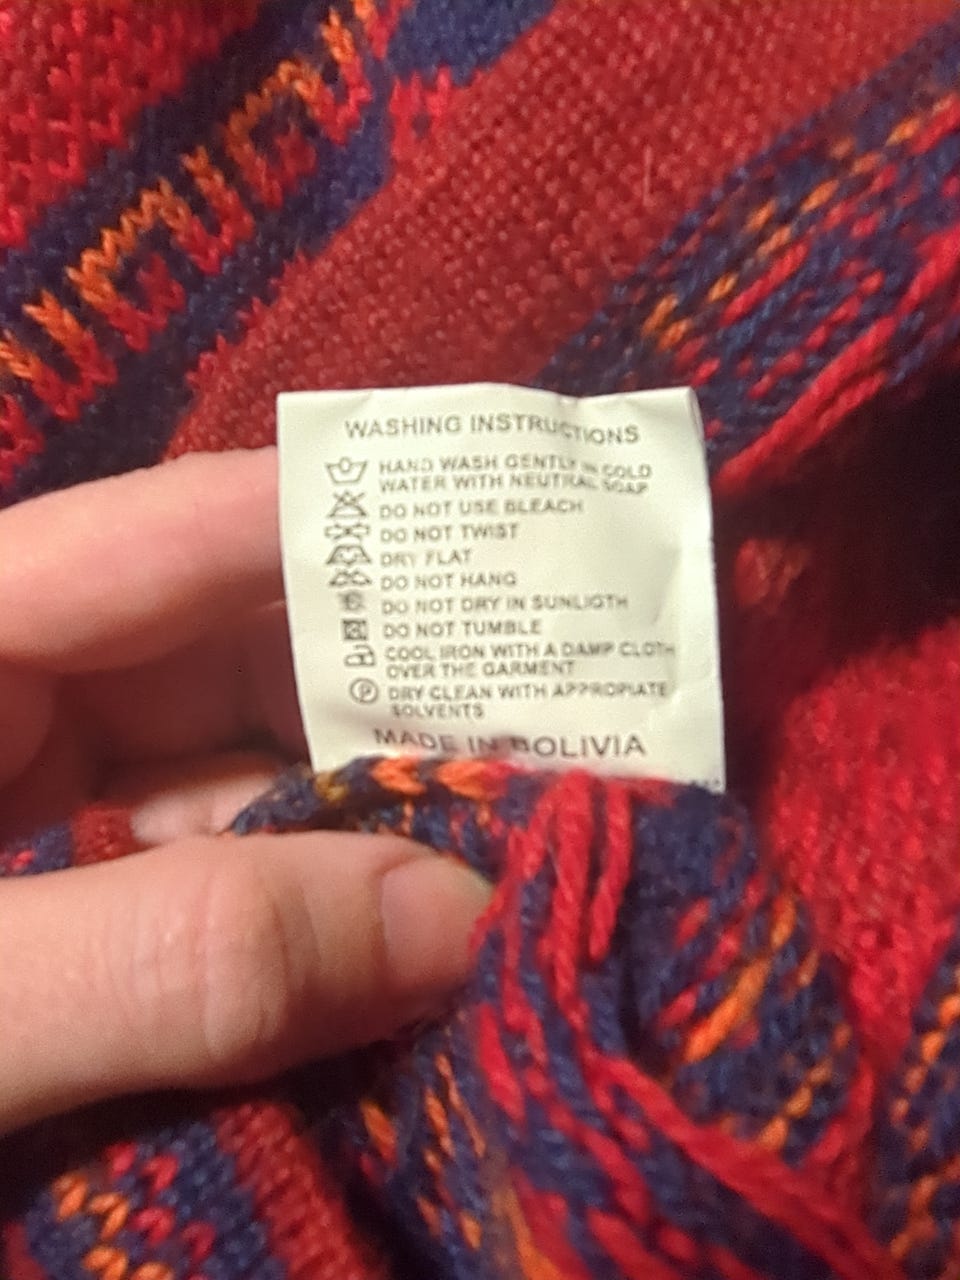 WASHING INSTRUCTIONS
HAND WASH GENTLY IN COLD
WATER WITH NEUTRAL SOAP
DO NOT USE BLEACH
DO NOT TWIST
DRY FLAT
DO NOT HANG
DO NOT DRY IN SUNLIGTH
DO NOT TUMBLE
COOL IRON WITH A DAMP CLOTH
OVER THE GARMENT
P DRY CLEAN WITH APPROPIATE
SOLVENTS
MADE IN BOLIVIA